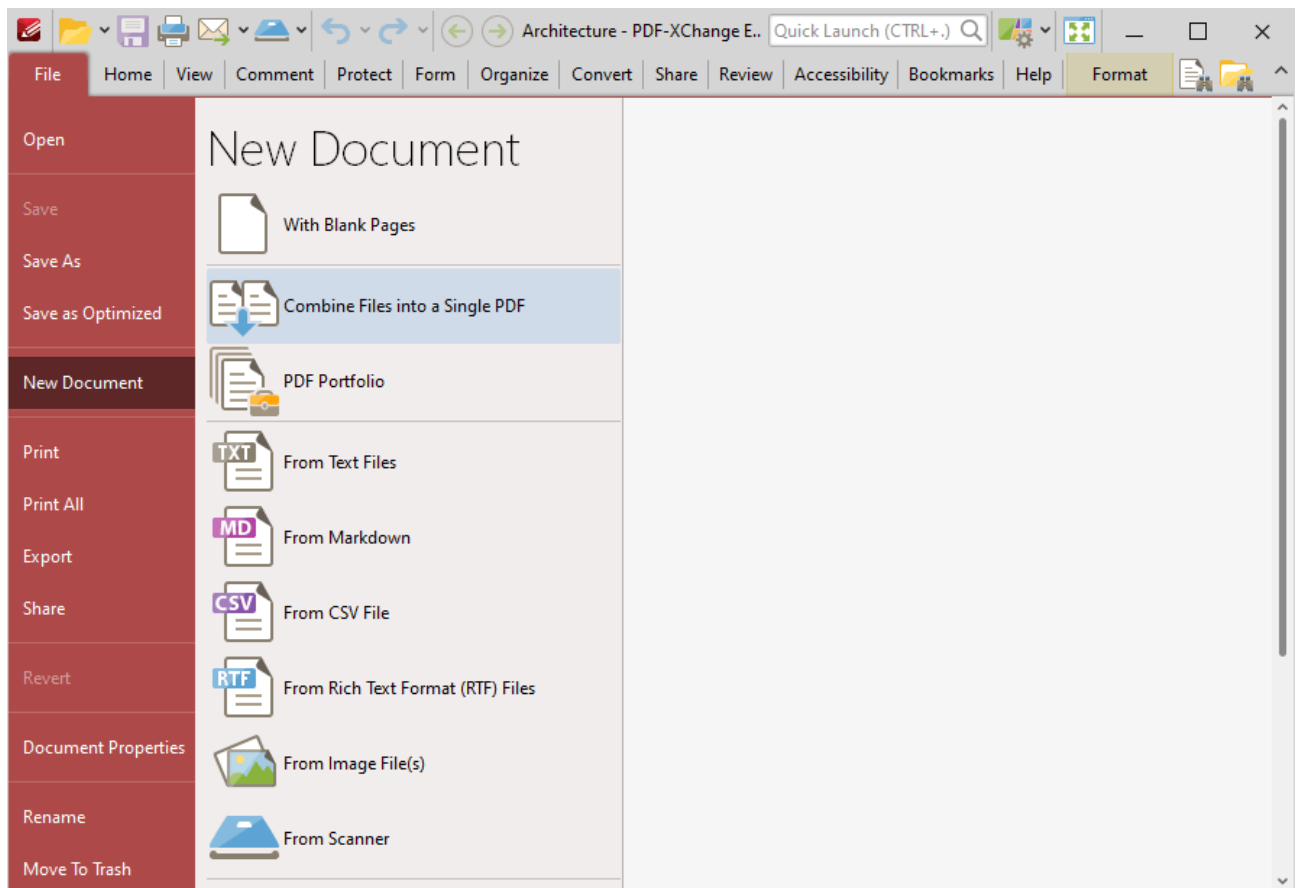 Architecture - PDF-XChange E.. Quick Launch (CTRL+.)
File Home View Comment Protect Form Organize Convert Share Review Accessibility Bookmarks Help Format
Open
Save
Save As
Save as Optimized
New Document
Print
Print All
Export
Share
Revert
Document Properties
Rename
Move To Trash
New Document
With Blank Pages
Combine Files into a Single PDF
PDF Portfolio
TXT From Text Files
MD From Markdown
CSV From CSV File
RTF From Rich Text Format (RTF) Files
From Image File(s)
From Scanner